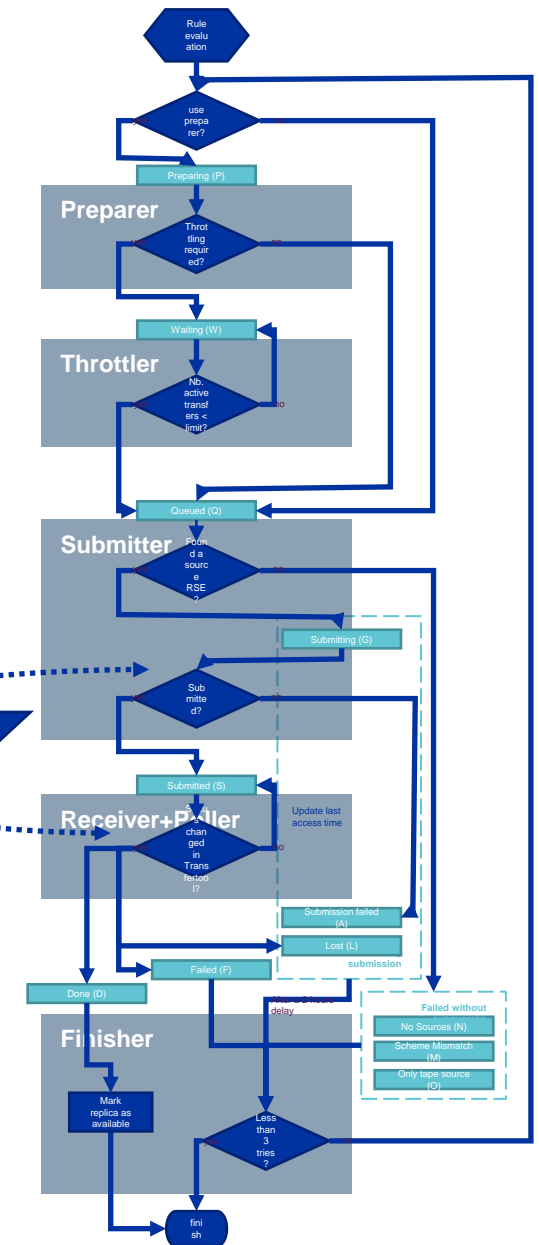 Rule
evalu
ation
use
prepa
rer?
Preparing (P)
Preparer
Throt
tling
requir
ed?
no
Waiting (W)
Throttler
Nb.
active
transf
ers <
limit?
no
Queued (Q)
Submitter
Foun
d a
sourc
e
RSE
?
Submitting (G)
Sub
mitte
d?
Submitted (S)
Receiver+Poller
chan
ged
in
Trans
fertoo
l?
no
Update last
access time
Submission failed
(A)
Lost (L)
submission
Failed (F)
Done (D)
delay
Failed without
No Sources (N)
Scheme Mismatch
(M)
Only tape source
(O)
Finisher
Mark
replica as
available
Less
than
3
tries
?
fini
sh